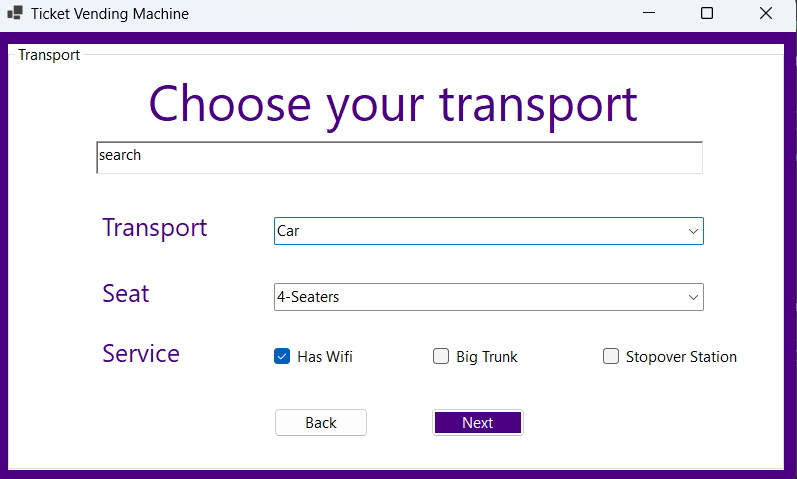 Ticket Vending Machine
Transport
Choose your transport
search
Transport
Car
Seat
4-Seaters
Service
Has Wifi
Big Trunk
Stopover Station
Back
Next